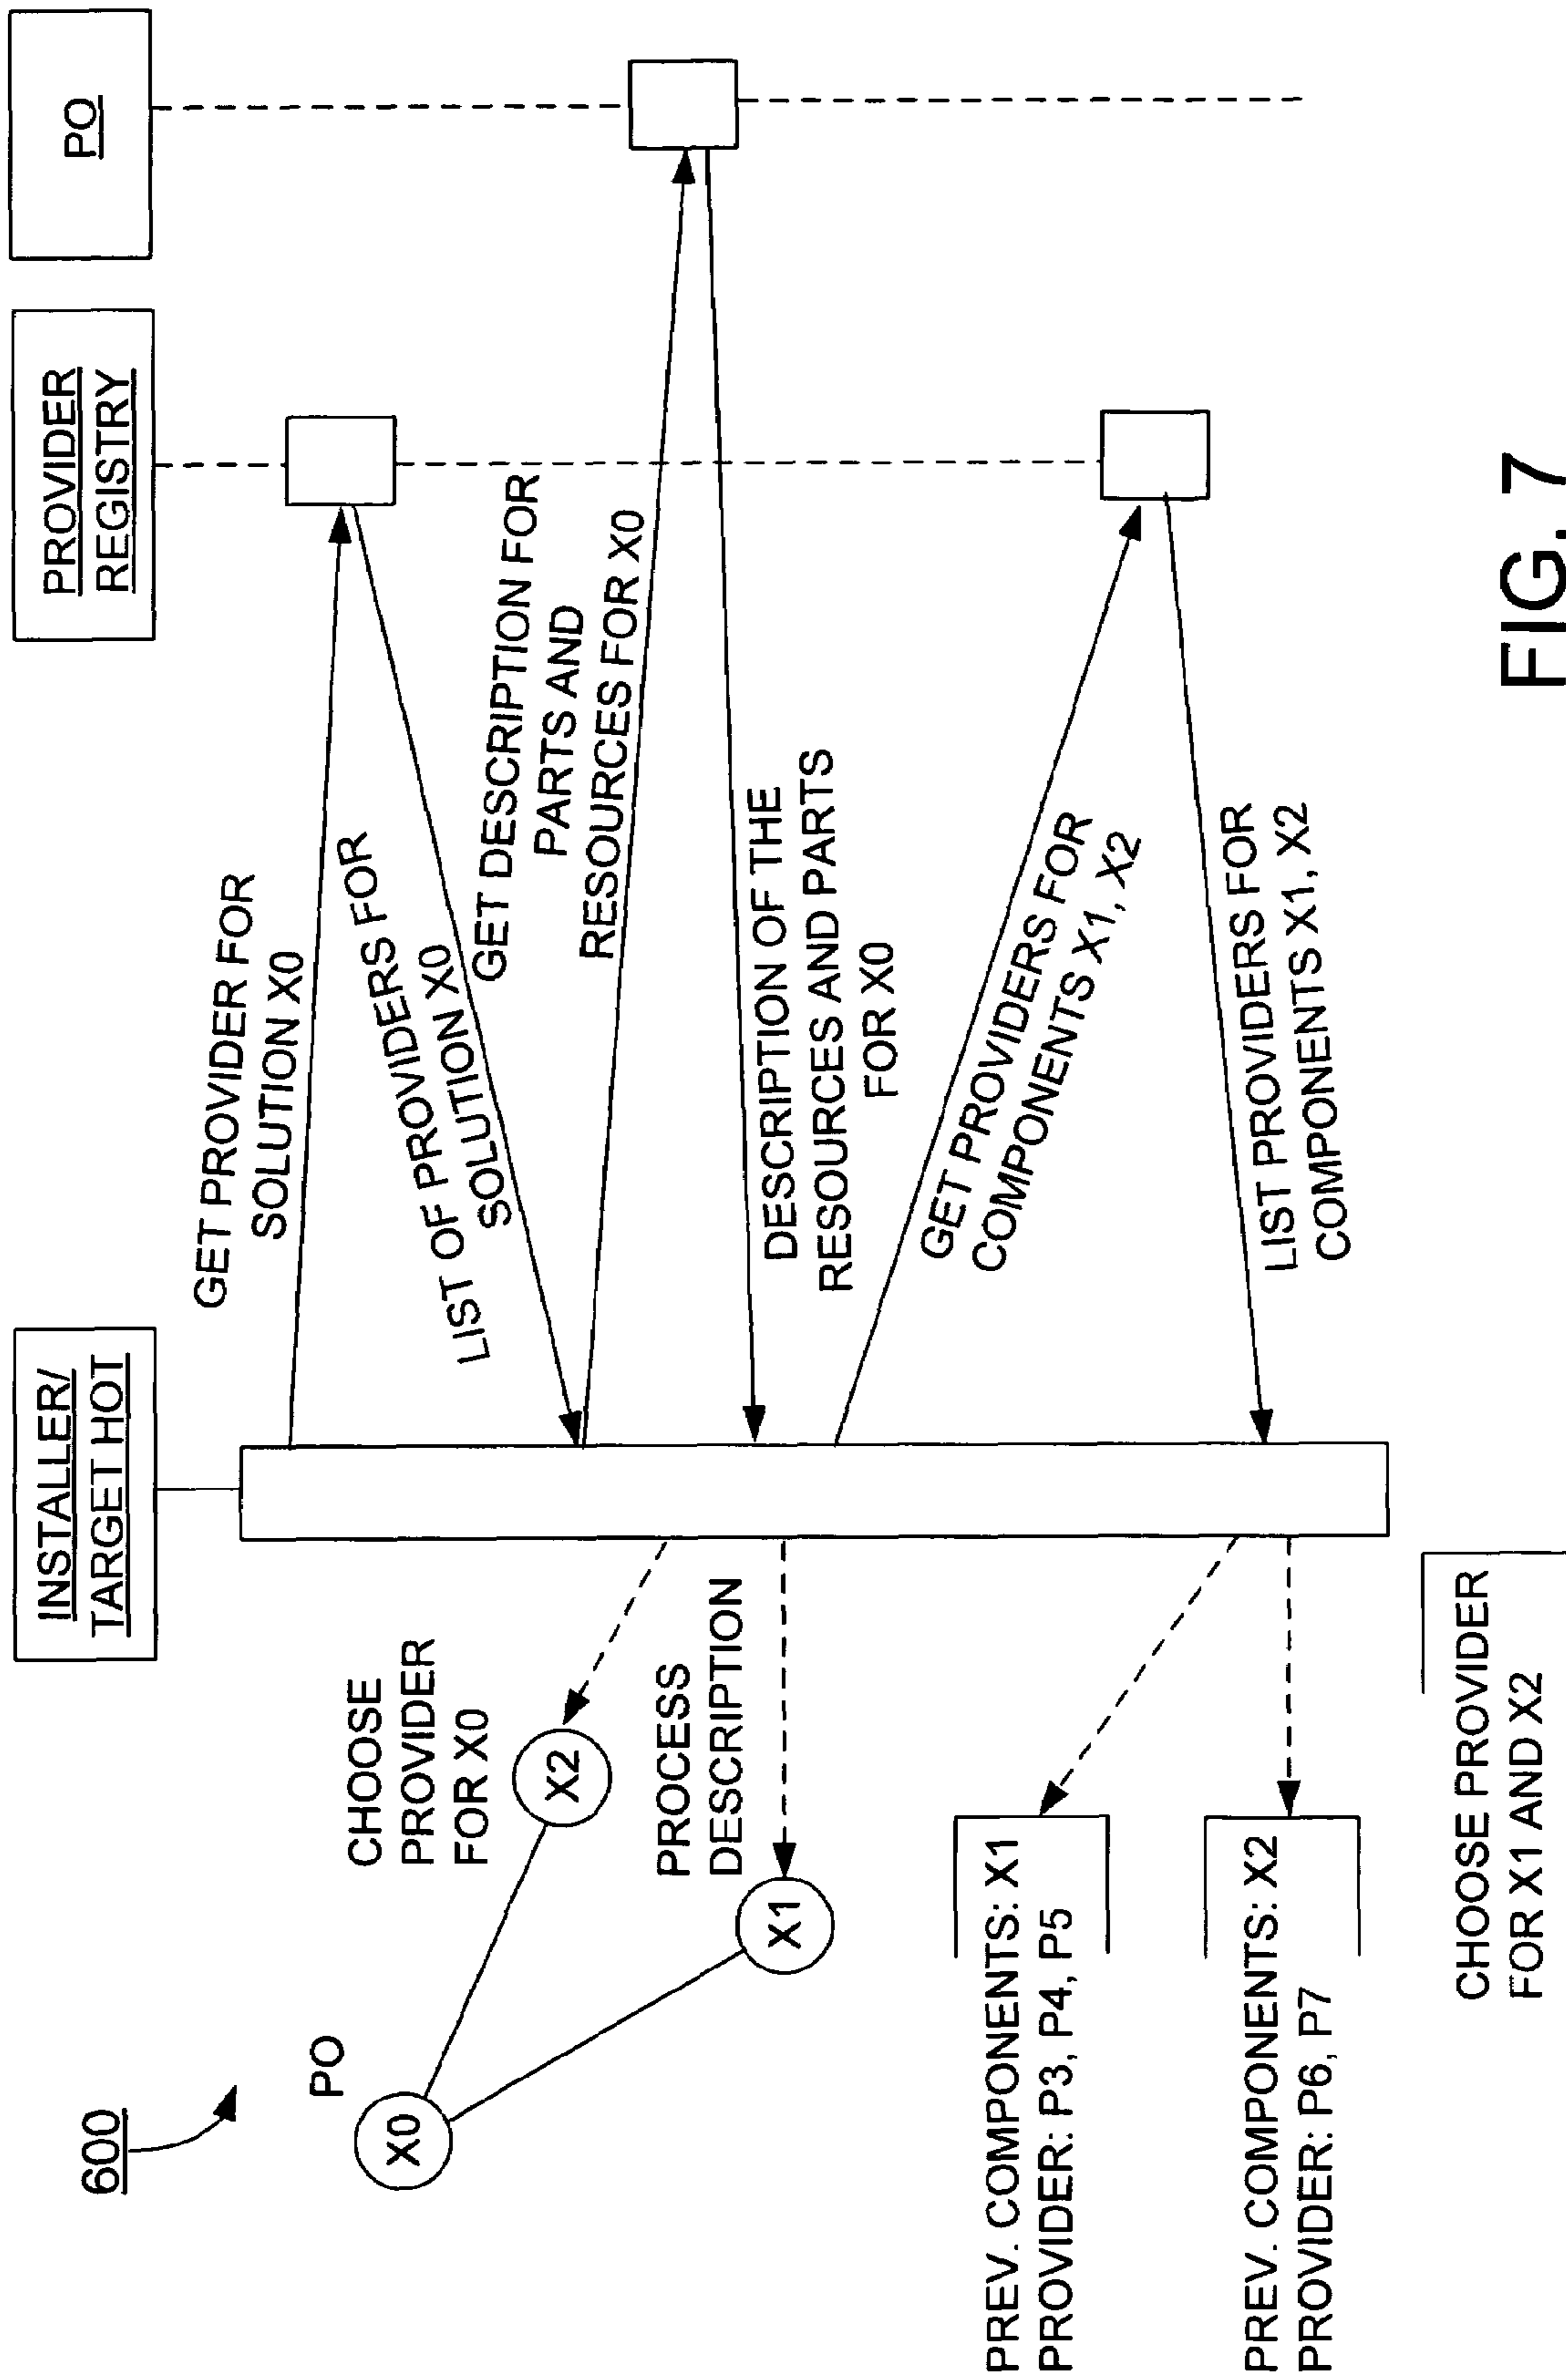 600
INSTALLER/
TARGET HOT
PROVIDER
REGISTRY
PO
GET PROVIDER FOR
SOLUTION X0
LIST OF PROVIDERS FOR
SOLUTION X0
CHOOSE
PROVIDER
FOR X0
PO
X0
X2
GET DESCRIPTION FOR
PARTS AND
RESOURCES FOR X0
PROCESS
DESCRIPTION
X1
DESCRIPTION OF THE
RESOURCES AND PARTS
FOR X0
GET PROVIDERS FOR
COMPONENTS X1, X2
PREV. COMPONENTS: X1
PROVIDER: P3, P4, P5
LIST PROVIDERS FOR
COMPONENTS X1, X2
PREV. COMPONENTS: X2
PROVIDER: P6, P7
CHOOSE PROVIDER
FOR X1 AND X2
FIG. 7